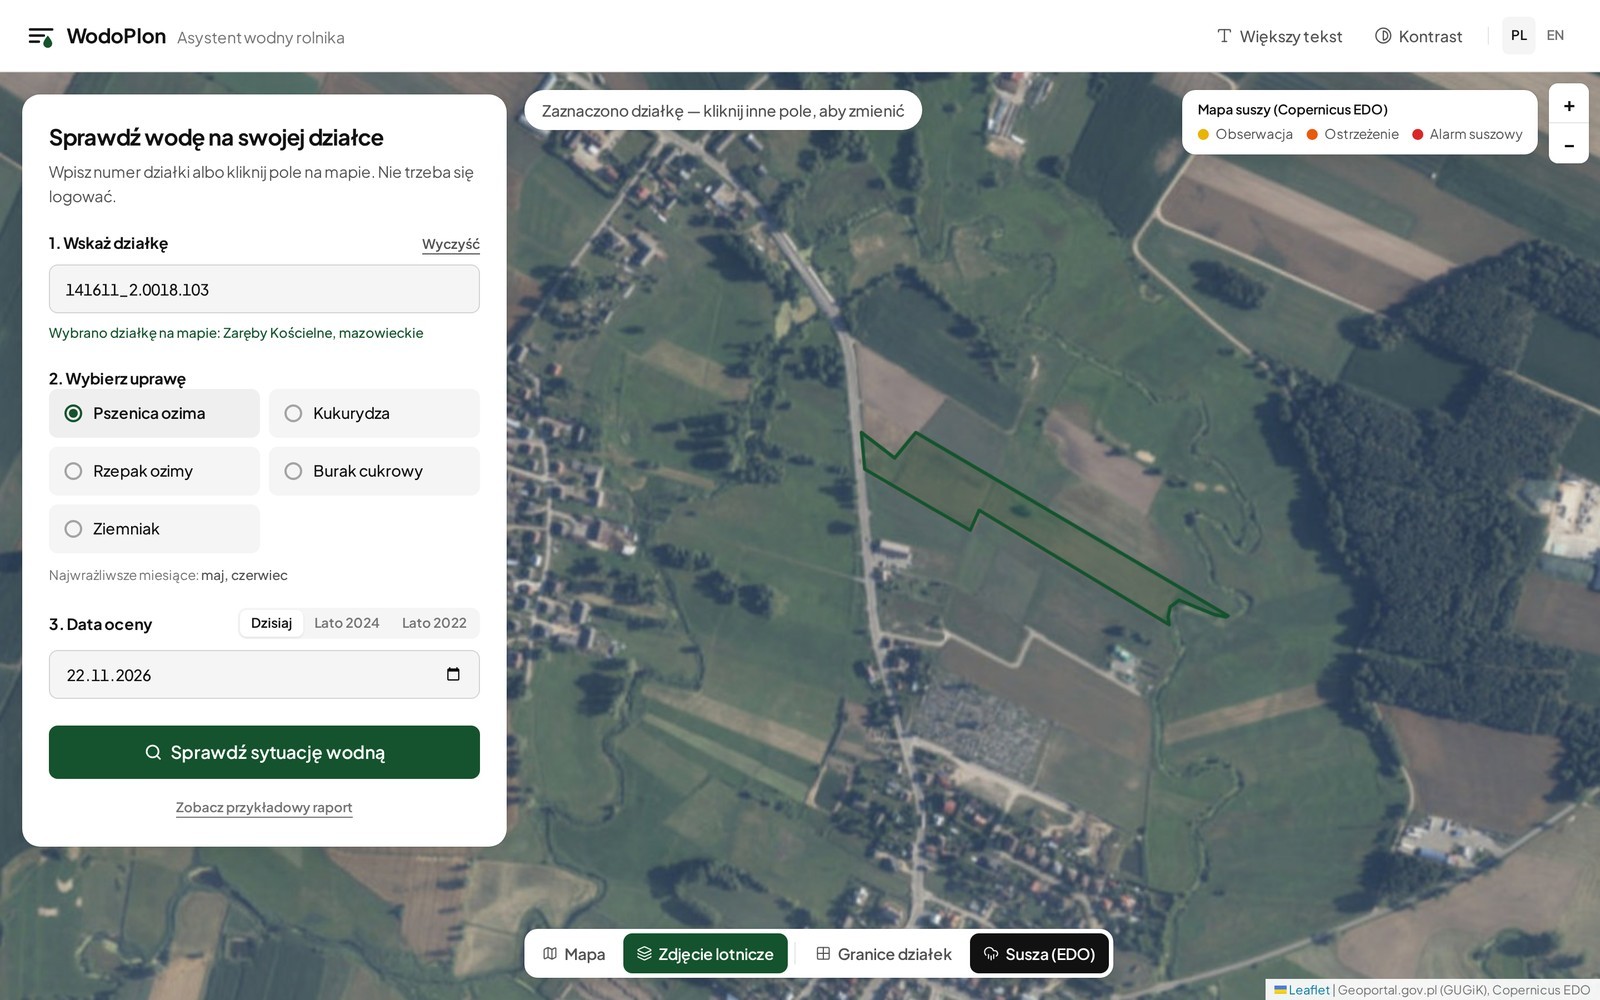 WodoPlon Asystent wodny rolnika
Większy tekst
Kontrast
PL
EN
Sprawdź wodę na swojej działce
Wpisz numer działki albo kliknij pole na mapie. Nie trzeba się
logować.
1. Wskaż działkę
Wyczyść
141611_2.0018.103
Wybrano działkę na mapie: Zaręby Kościelne, mazowieckie
2. Wybierz uprawę
Pszenica ozima
Kukurydza
Rzepak ozimy
Burak cukrowy
Ziemniak
Najwrażliwsze miesiące: maj, czerwiec
3. Data oceny
Dzisiaj
Lato 2024
Lato 2022
22.11.2026
Sprawdź sytuację wodną
Zobacz przykładowy raport
Zaznaczono działkę — kliknij inne pole, aby zmienić
Mapa suszy (Copernicus EDO)
Obserwacja
Ostrzeżenie
Alarm suszowy
+
−
Mapa
Zdjęcie lotnicze
Granice działek
Susza (EDO)
Leaflet | Geoportal.gov.pl (GUGiK), Copernicus EDO